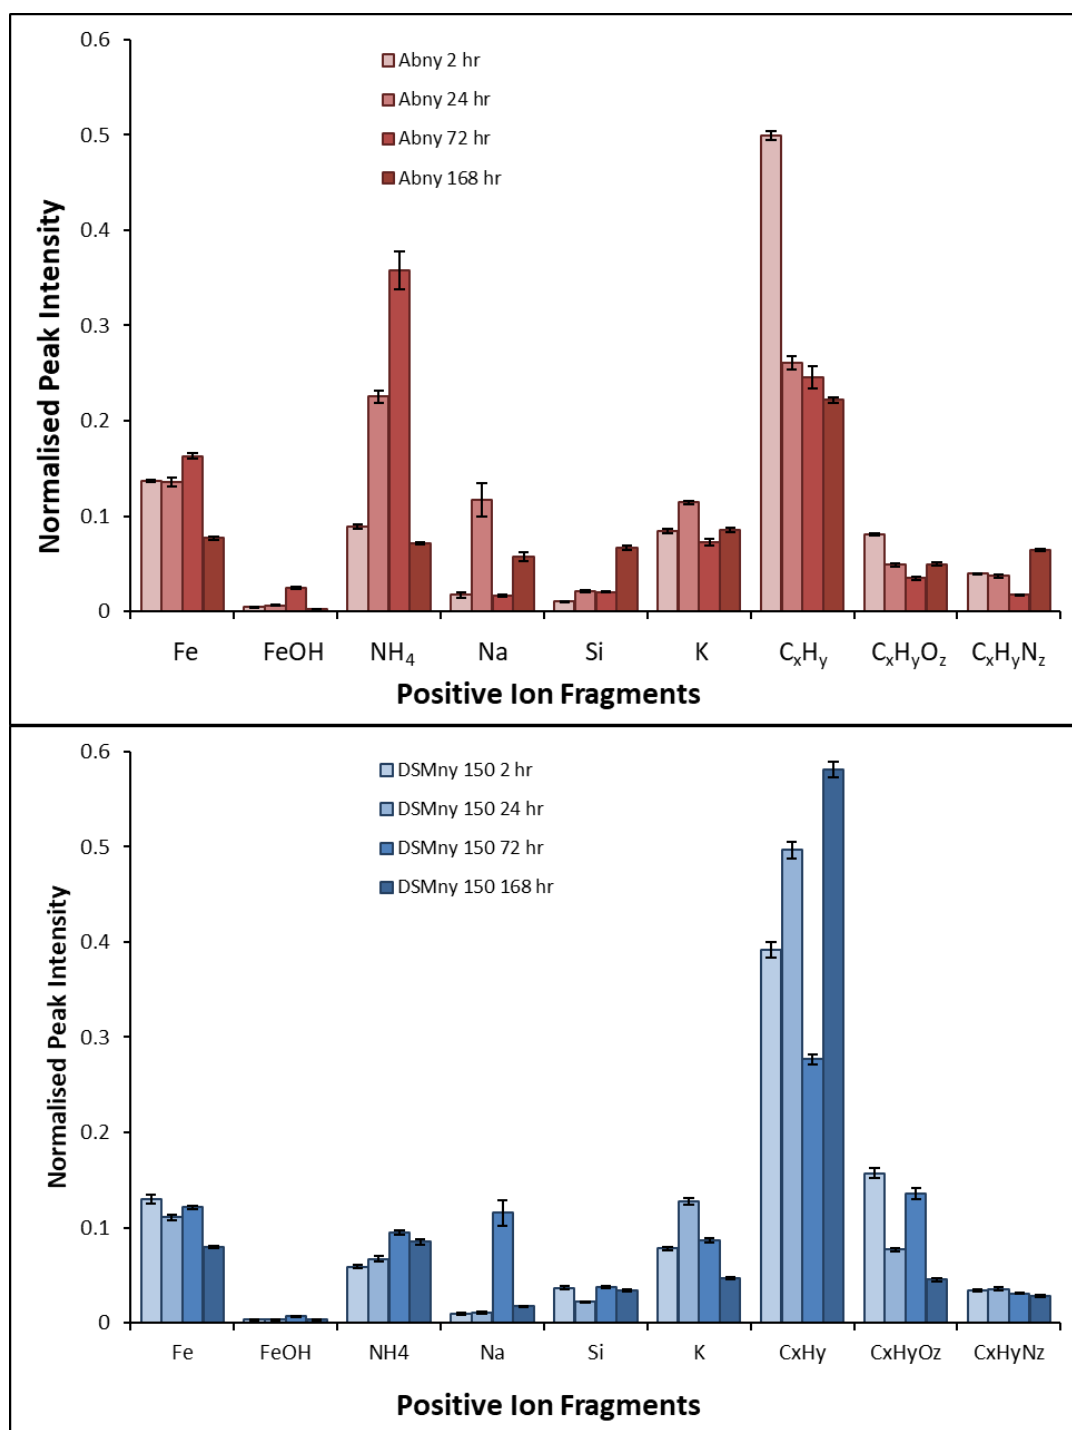 0.6
0.5
0.4
0.3
0.2
0.1
0
Normalised Peak Intensity
Abny 2 hr
Abny 24 hr
Abny 72 hr
Abny 168 hr
Fe FeOH NH₄ Na Si K CₓHᵧ CₓHᵧO₂ CₓHᵧN₂
Positive Ion Fragments
0.6
0.5
0.4
0.3
0.2
0.1
0
Normalised Peak Intensity
DSMny 150 2 hr
DSMny 150 24 hr
DSMny 150 72 hr
DSMny 150 168 hr
Fe FeOH NH4 Na Si K CxHy CxHyOz CxHyNz
Positive Ion Fragments